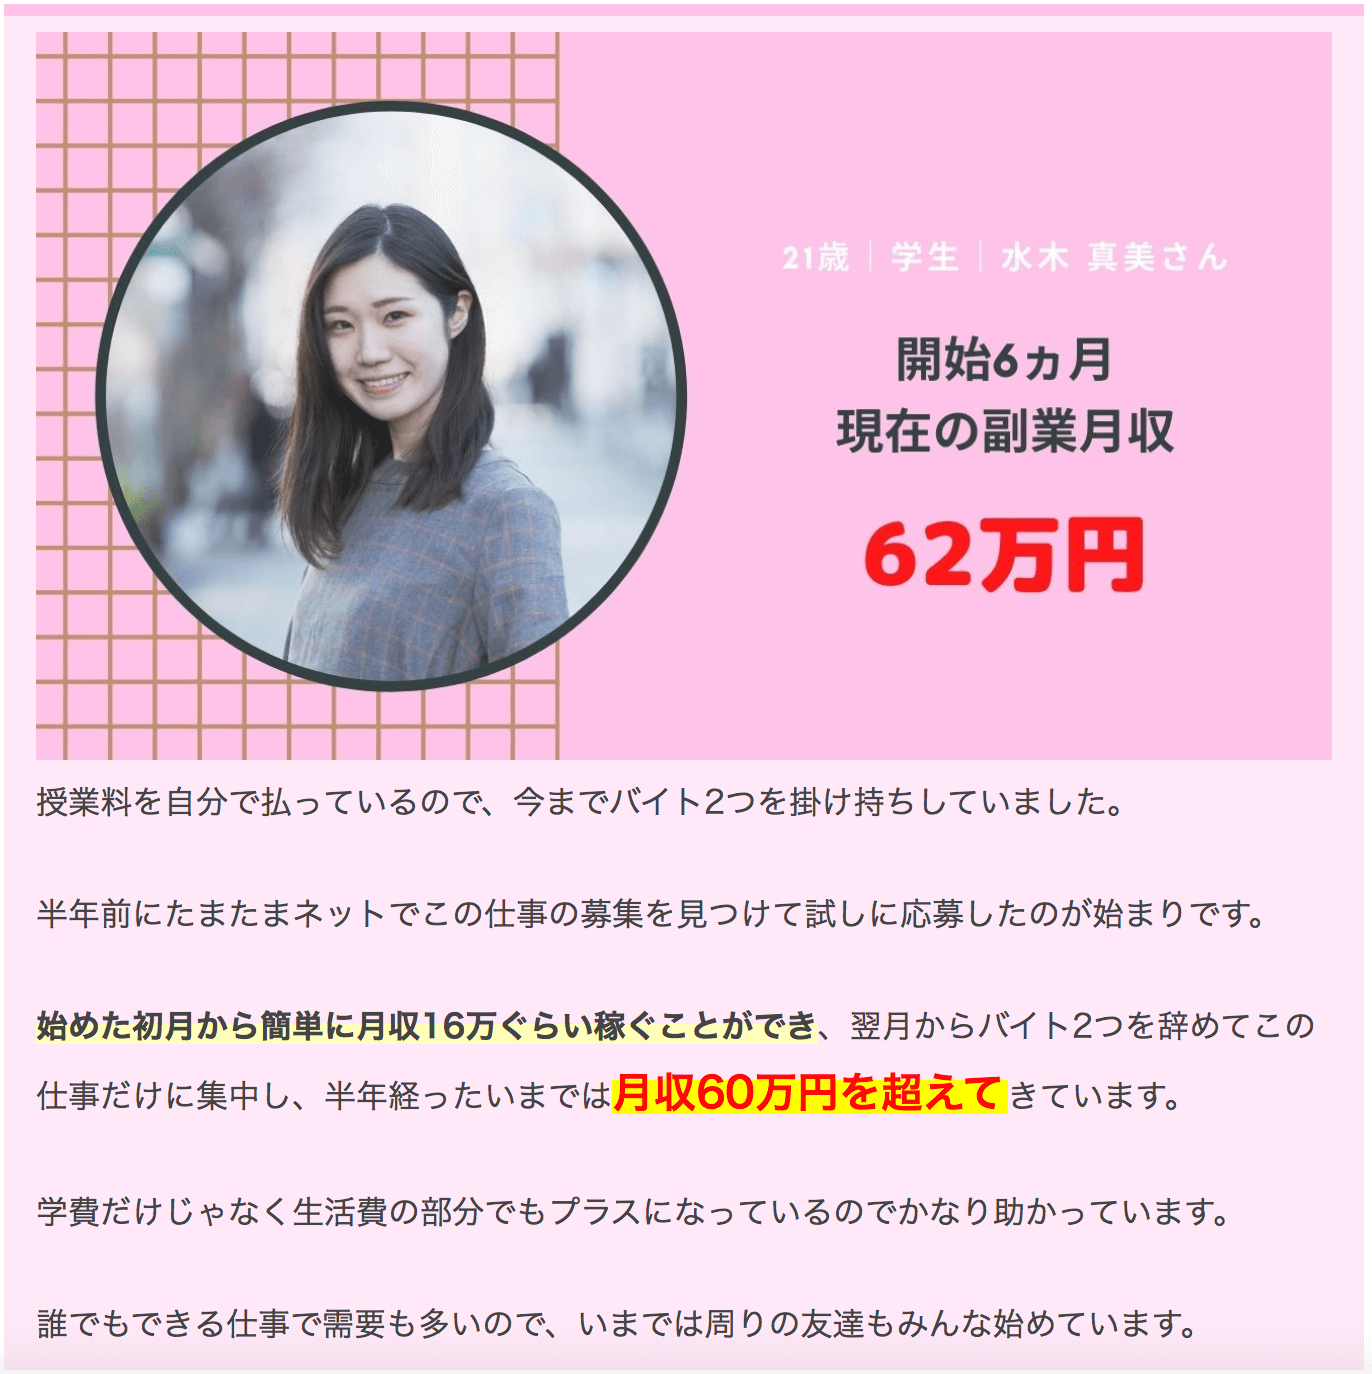 21歳｜学生｜水木 真美さん
開始6ヵ月
現在の副業月収
62万円
授業料を自分で払っているので、今までバイト2つを掛け持ちしていました。
半年前にたまたまネットでこの仕事の募集を見つけて試しに応募したのが始まりです。
始めた初月から簡単に月収16万ぐらい稼ぐことができ、翌月からバイト2つを辞めてこの
仕事だけに集中し、半年経ったいまでは月収60万円を超えてきています。
学費だけじゃなく生活費の部分でもプラスになっているのでかなり助かっています。
誰でもできる仕事で需要も多いので、いまでは周りの友達もみんな始めています。